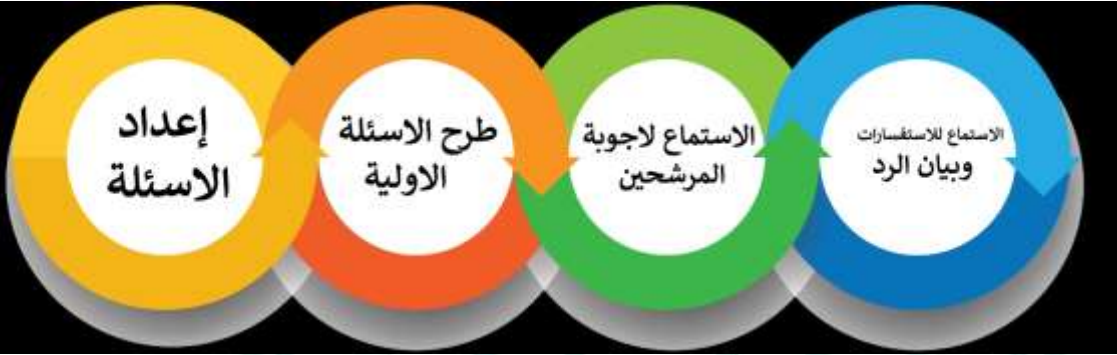 إعداد
الاسئلة
طرح الاسئلة
الاولية
الاستماع لاجوبة
المرشحين
الاستماع للاستفسارات
وبيان الرد